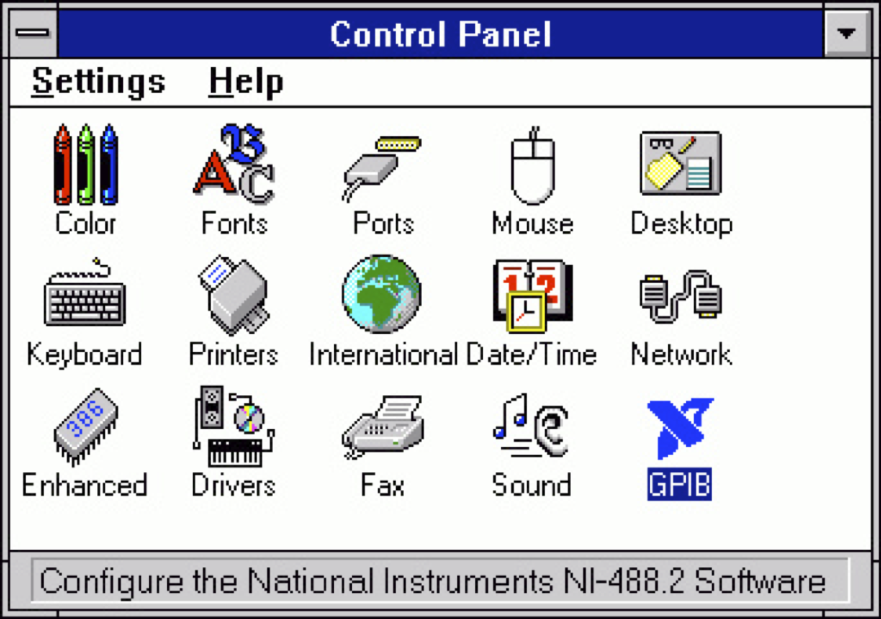 Control Panel
Settings Help
Color Fonts Ports Mouse Desktop
Keyboard Printers International Date/Time Network
386
Enhanced Drivers Fax Sound GPIB
Configure the National Instruments NI-488.2 Software